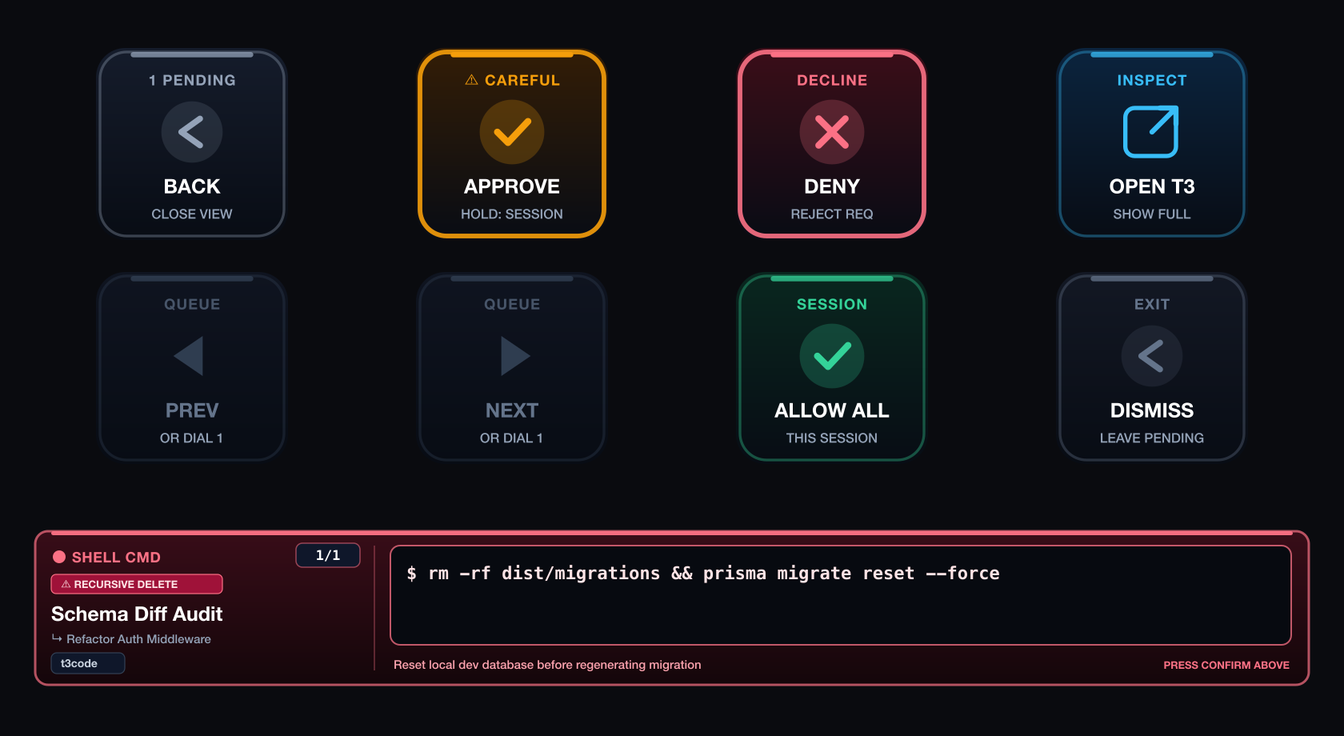 1 PENDING
BACK
CLOSE VIEW
⚠ CAREFUL
APPROVE
HOLD: SESSION
DECLINE
DENY
REJECT REQ
INSPECT
OPEN T3
SHOW FULL
QUEUE
PREV
OR DIAL 1
QUEUE
NEXT
OR DIAL 1
SESSION
ALLOW ALL
THIS SESSION
EXIT
DISMISS
LEAVE PENDING
SHELL CMD
1/1
⚠ RECURSIVE DELETE
Schema Diff Audit
↳ Refactor Auth Middleware
t3code
$ rm -rf dist/migrations && prisma migrate reset --force
Reset local dev database before regenerating migration
PRESS CONFIRM ABOVE